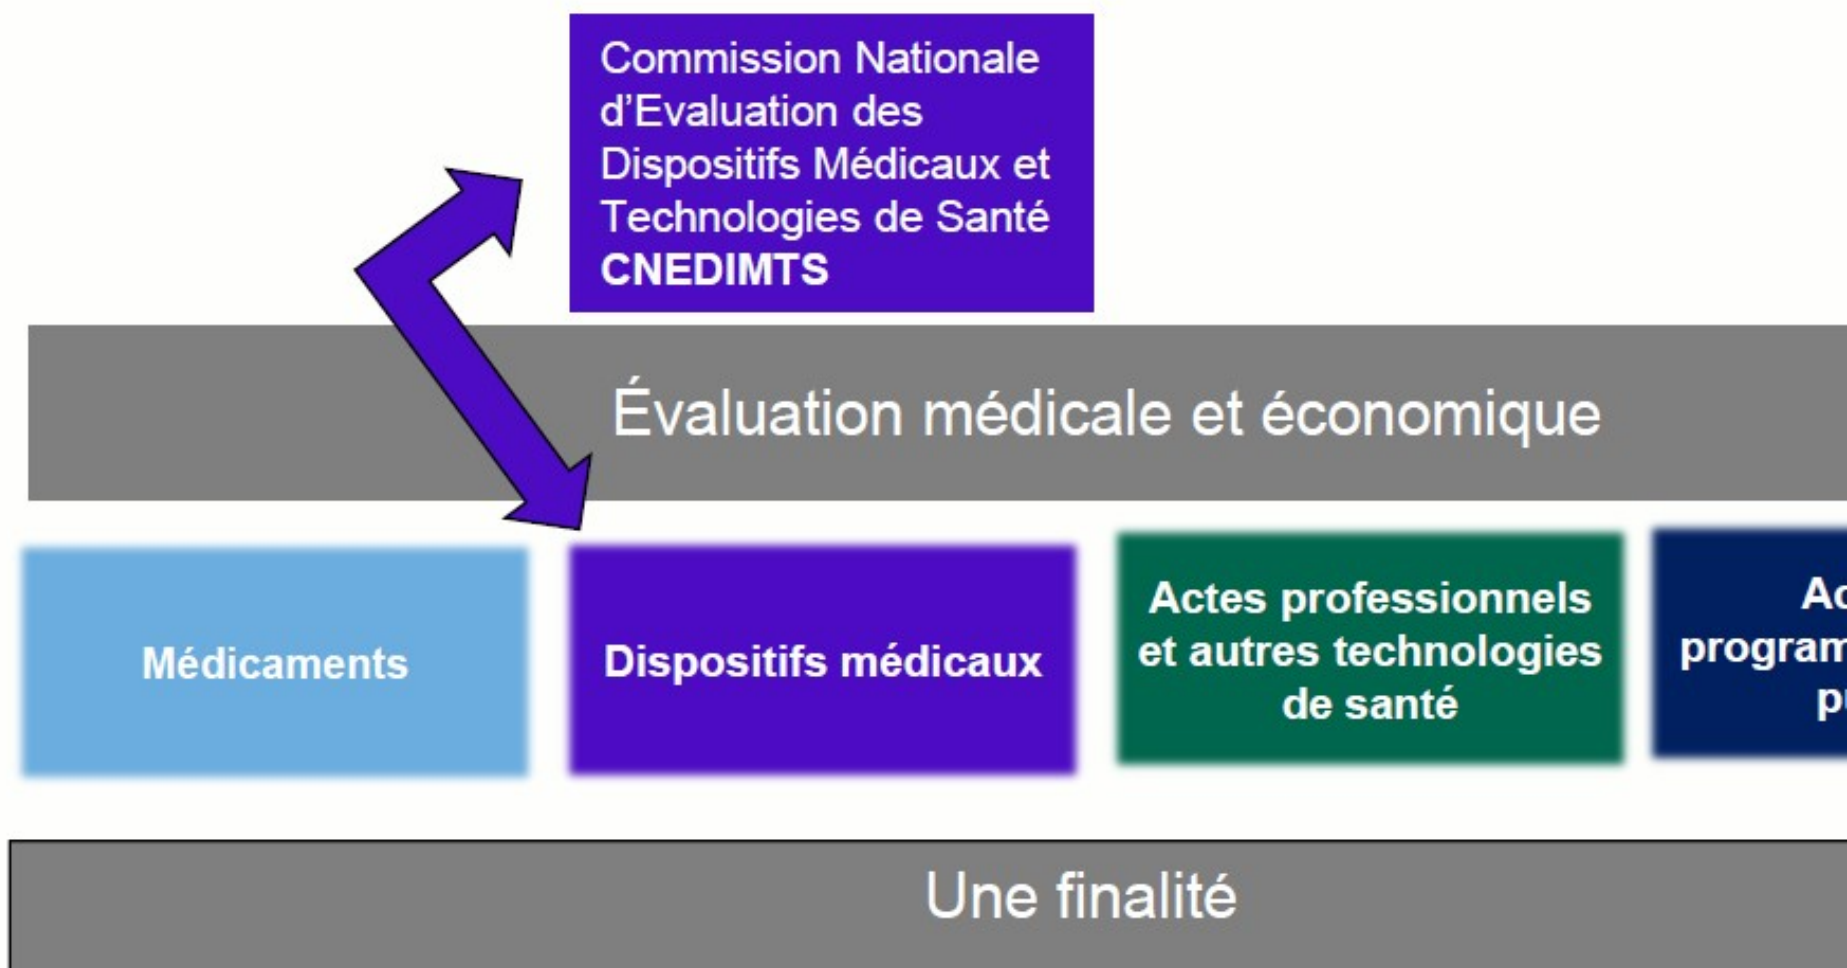 Commission Nationale
d'Evaluation des
Dispositifs Médicaux et
Technologies de Santé
CNEDIMTS
Évaluation médicale et économique
Médicaments
Dispositifs médicaux
Actes professionnels
et autres technologies
de santé
Une finalité